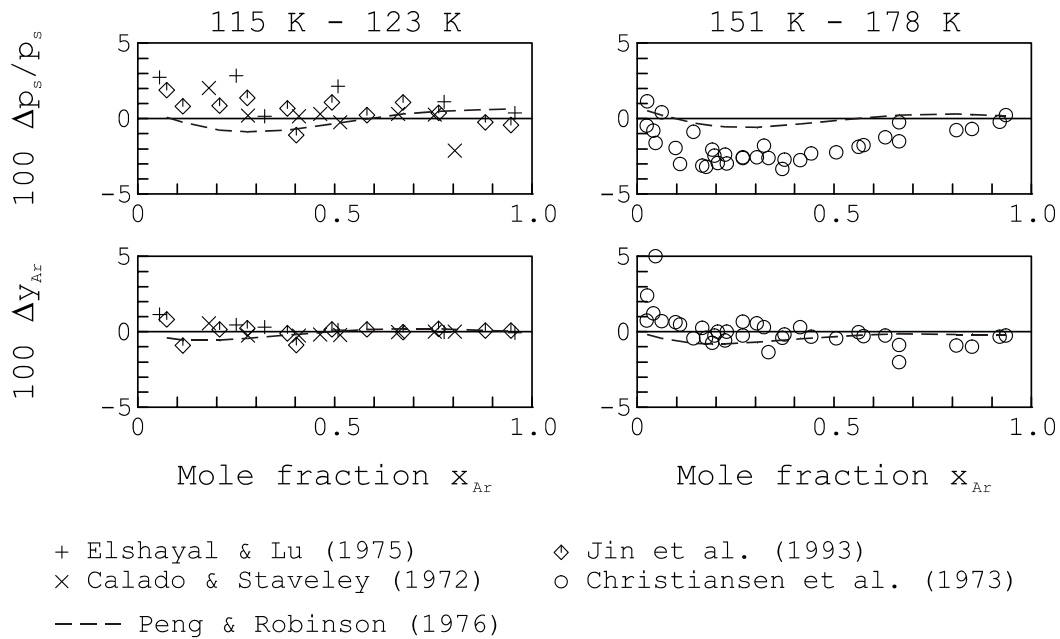 115 K - 123 K
151 K - 178 K
100 Δpₛ/pₛ
5
0
-5
0
0.5
1.0
5
0
-5
0
0.5
1.0
100 Δy_Ar
5
0
-5
0
0.5
1.0
5
0
-5
0
0.5
1.0
Mole fraction x_Ar
Mole fraction x_Ar
+ Elshayal & Lu (1975)
◇ Jin et al. (1993)
× Calado & Staveley (1972)
○ Christiansen et al. (1973)
--- Peng & Robinson (1976)